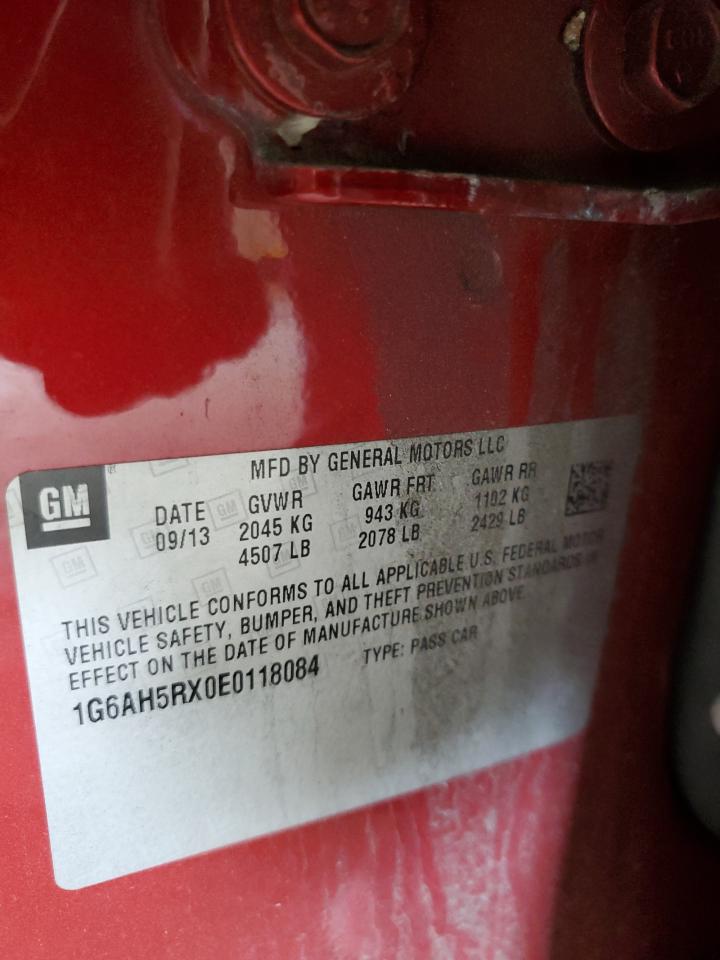 GM
MFD BY GENERAL MOTORS LLC
DATE GVWR GAWR FRT GAWR RR
09/13 2045 KG 943 KG 1102 KG
4507 LB 2078 LB 2429 LB
THIS VEHICLE CONFORMS TO ALL APPLICABLE U.S. FEDERAL MOTOR
VEHICLE SAFETY, BUMPER, AND THEFT PREVENTION STANDARDS IN
EFFECT ON THE DATE OF MANUFACTURE SHOWN ABOVE.
1G6AH5RX0E0118084 TYPE: PASS CAR